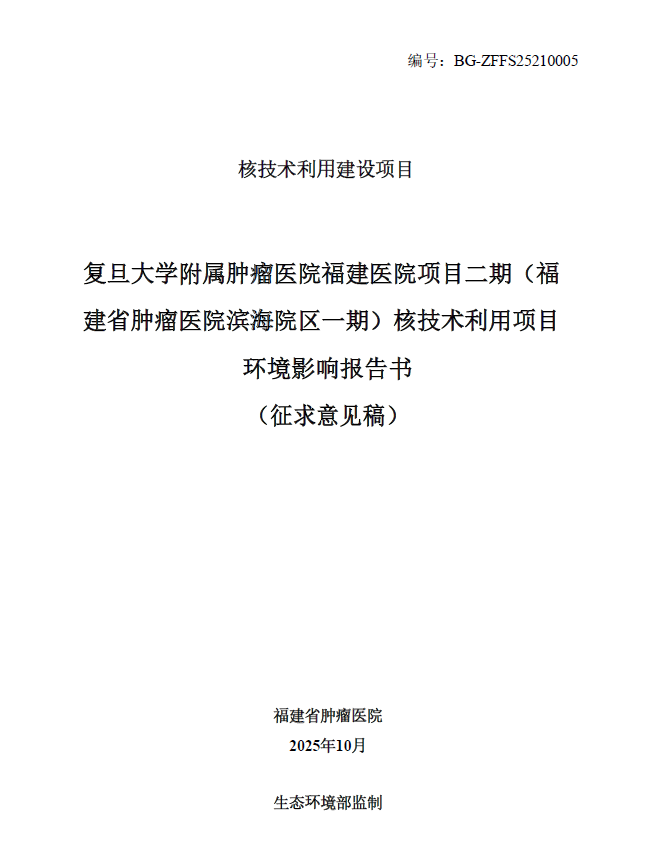 编号：BG-ZFFS25210005
核技术利用建设项目
复旦大学附属肿瘤医院福建医院项目二期（福
建省肿瘤医院滨海院区一期）核技术利用项目
环境影响报告书
（征求意见稿）
福建省肿瘤医院
2025年10月
生态环境部监制